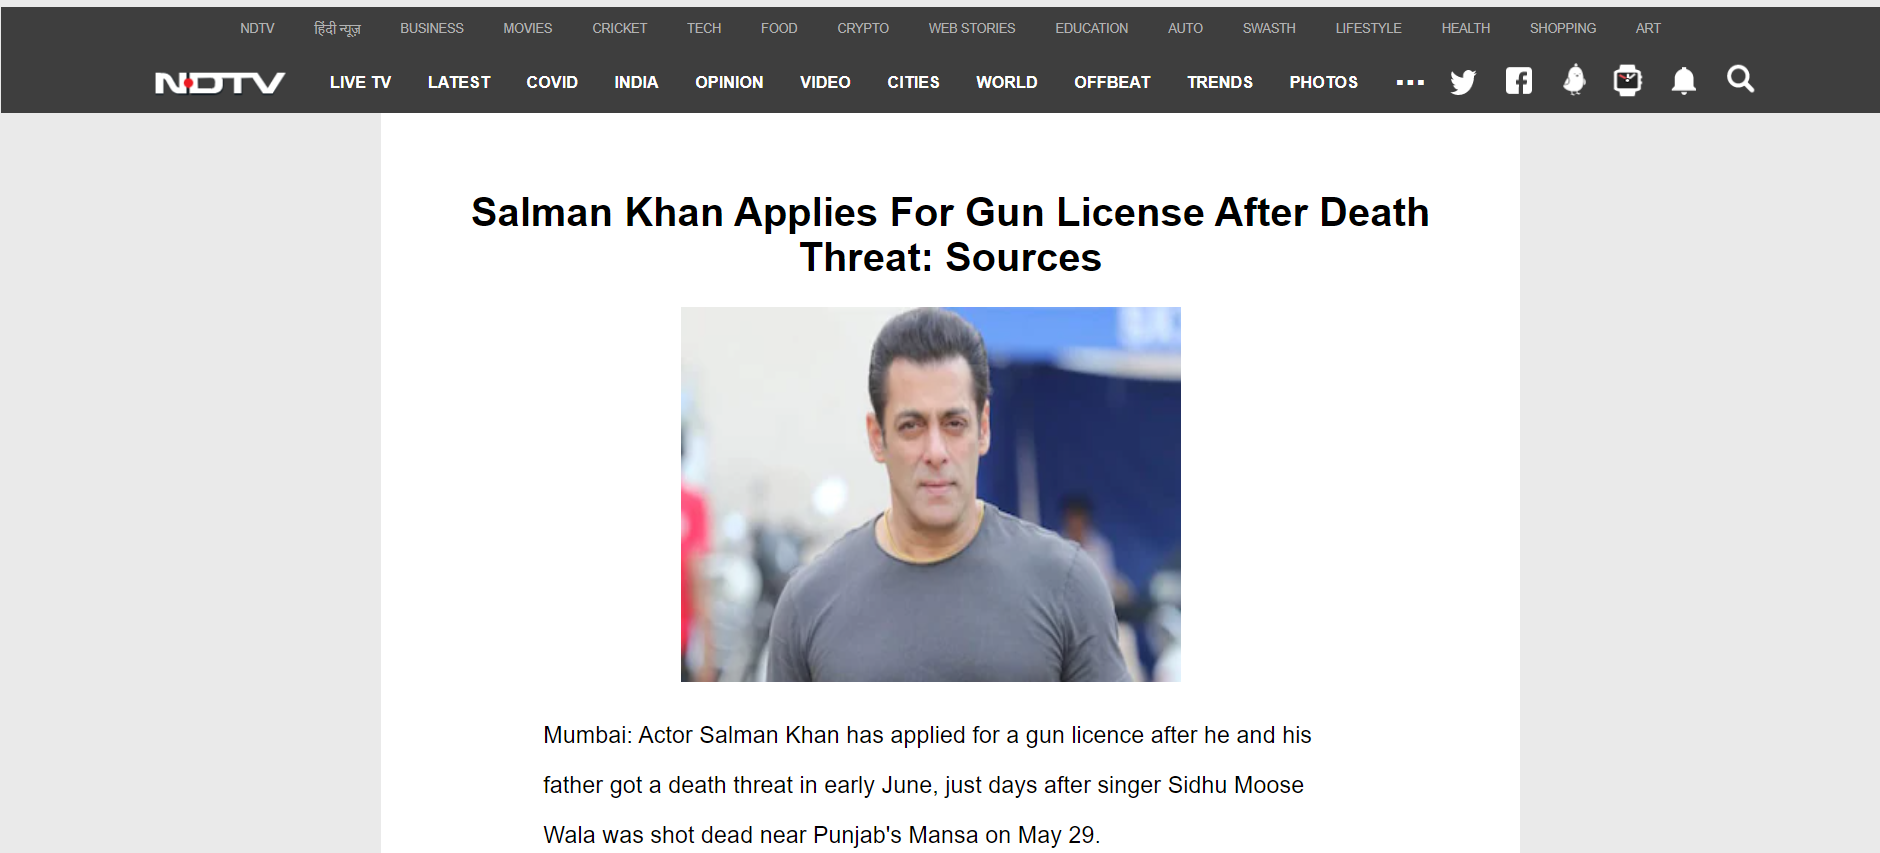 NDTV हिंदी न्यूज़ BUSINESS MOVIES CRICKET TECH FOOD CRYPTO WEB STORIES EDUCATION AUTO SWASTH LIFESTYLE HEALTH SHOPPING ART
NDTV LIVE TV LATEST COVID INDIA OPINION VIDEO CITIES WORLD OFFBEAT TRENDS PHOTOS
Salman Khan Applies For Gun License After Death
Threat: Sources
Mumbai: Actor Salman Khan has applied for a gun licence after he and his
father got a death threat in early June, just days after singer Sidhu Moose
Wala was shot dead near Punjab's Mansa on May 29.